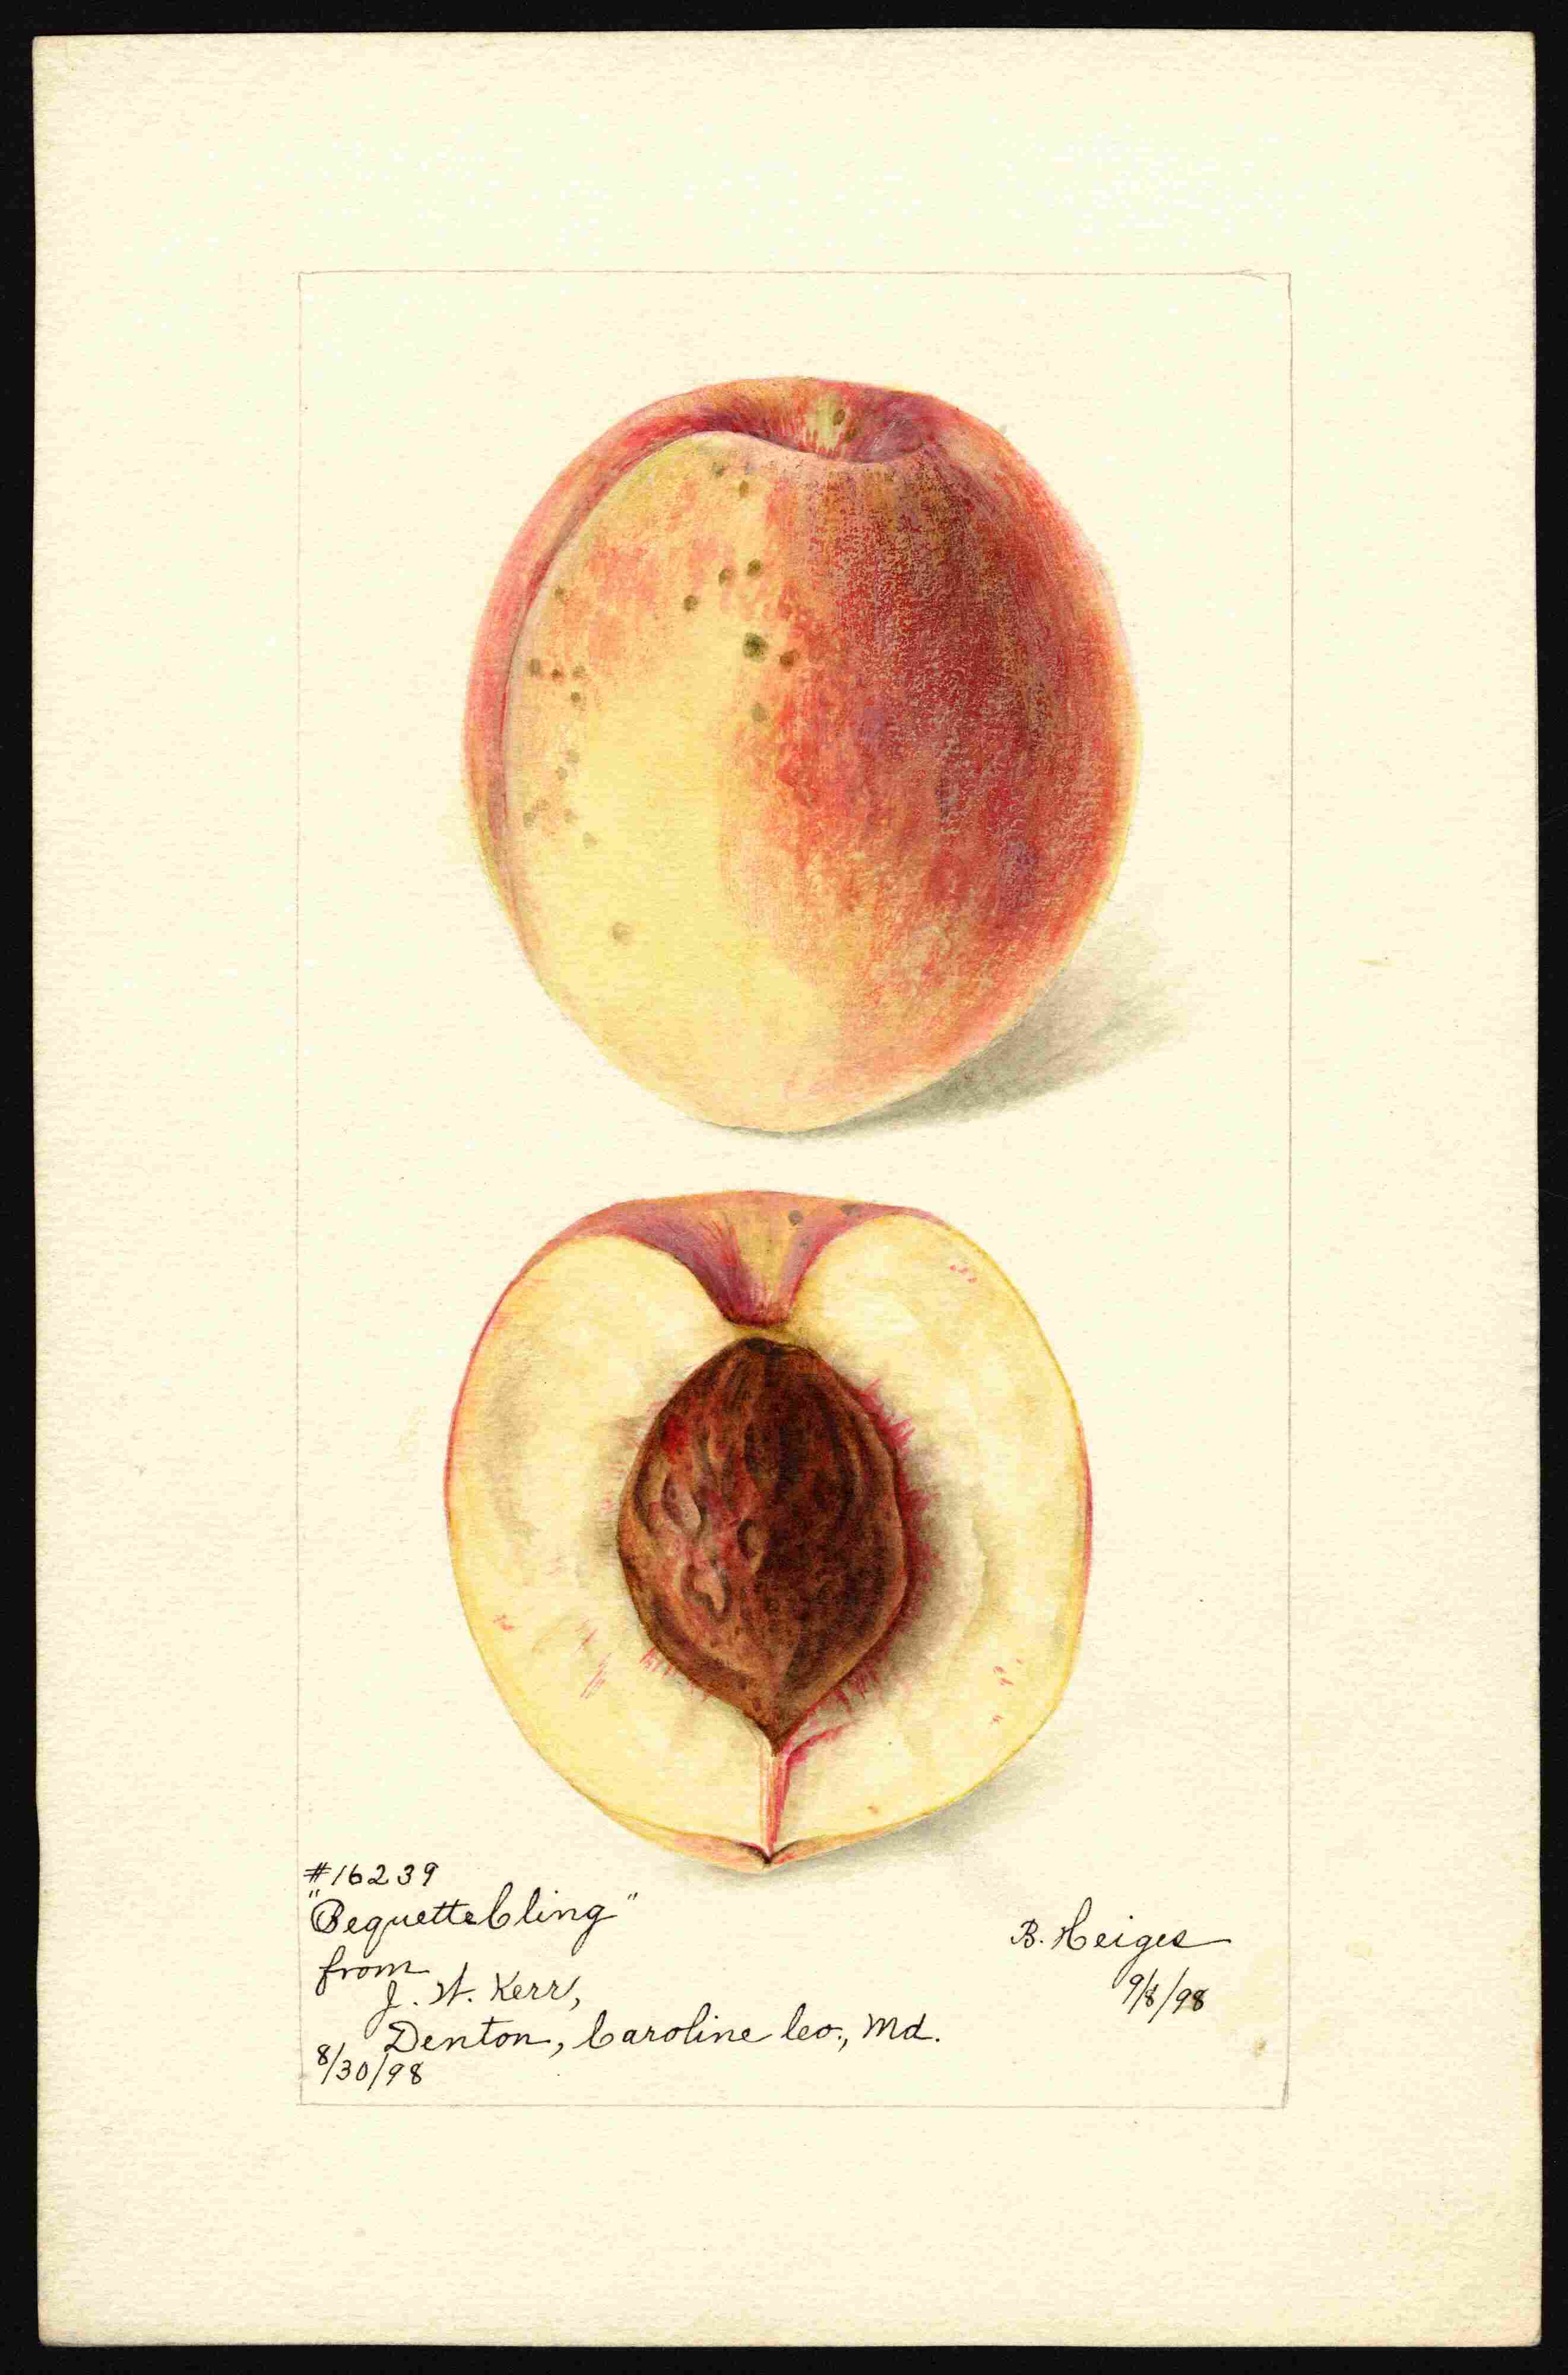 #16239
"Bequette Cling"
from
J. W. Kerr,
Denton, Caroline Co., Md.
8/30/98
B. Heiges
9/8/98